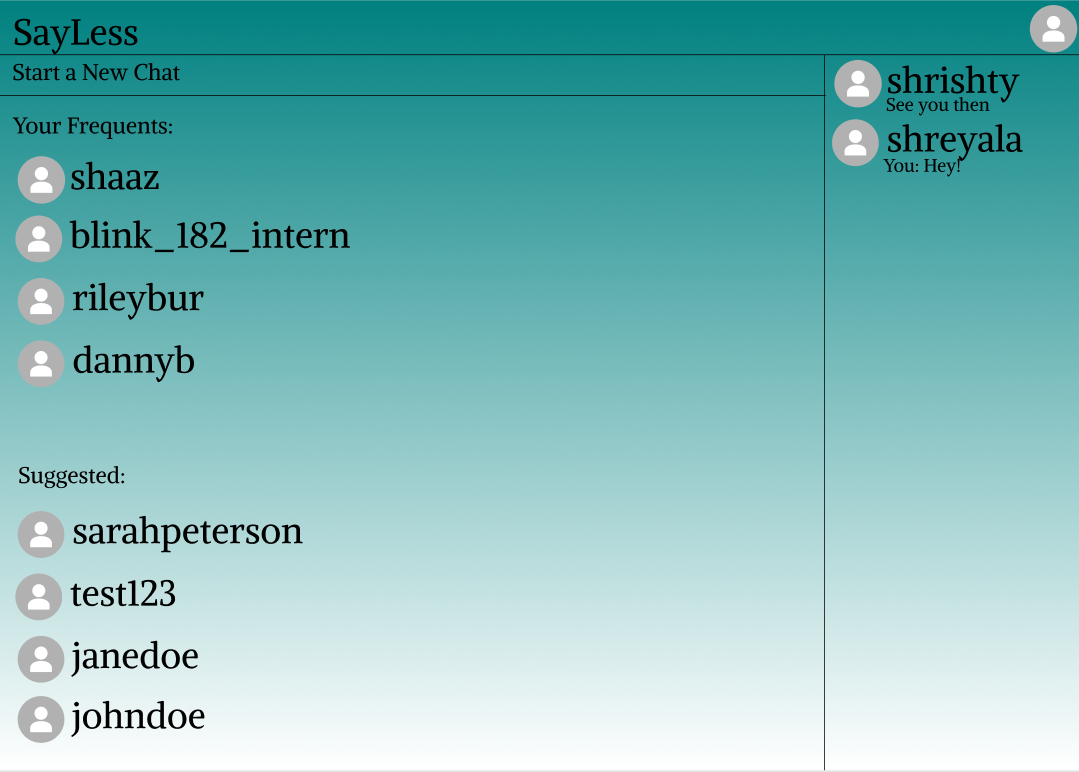 SayLess
Start a New Chat
Your Frequents:
shaaz
blink_182_intern
rileybur
dannyb
Suggested:
sarahpeterson
test123
janedoe
johndoe
shrishty
See you then
shreyala
You: Hey!